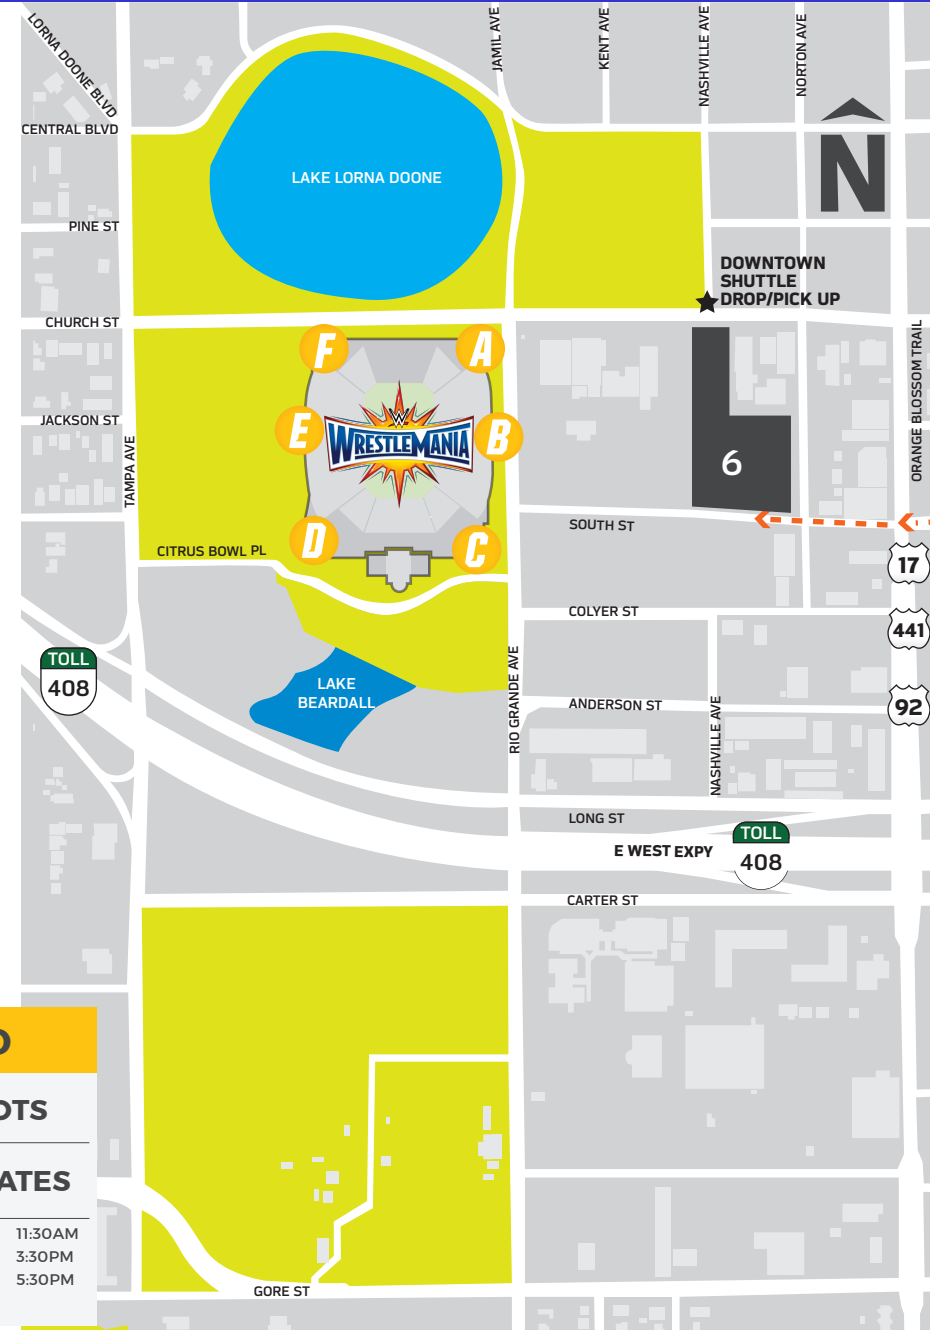 LORNA DOONE BLVD
JAMIL AVE
KENT AVE
NASHVILLE AVE
NORTON AVE
CENTRAL BLVD
N
LAKE LORNA DOONE
PINE ST
DOWNTOWN
SHUTTLE
DROP/PICK UP
CHURCH ST
F
A
ORANGE BLOSSOM TRAIL
JACKSON ST
E
W
WRESTLEMANIA
B
6
TAMPA AVE
D
C
SOUTH ST
CITRUS BOWL PL
17
COLYER ST
441
TOLL
408
RIO GRANDE AVE
LAKE
BEARDALL
ANDERSON ST
NASHVILLE AVE
92
LONG ST
E WEST EXPY
TOLL
408
CARTER ST
OTS
ATES
11:30AM
3:30PM
5:30PM
GORE ST